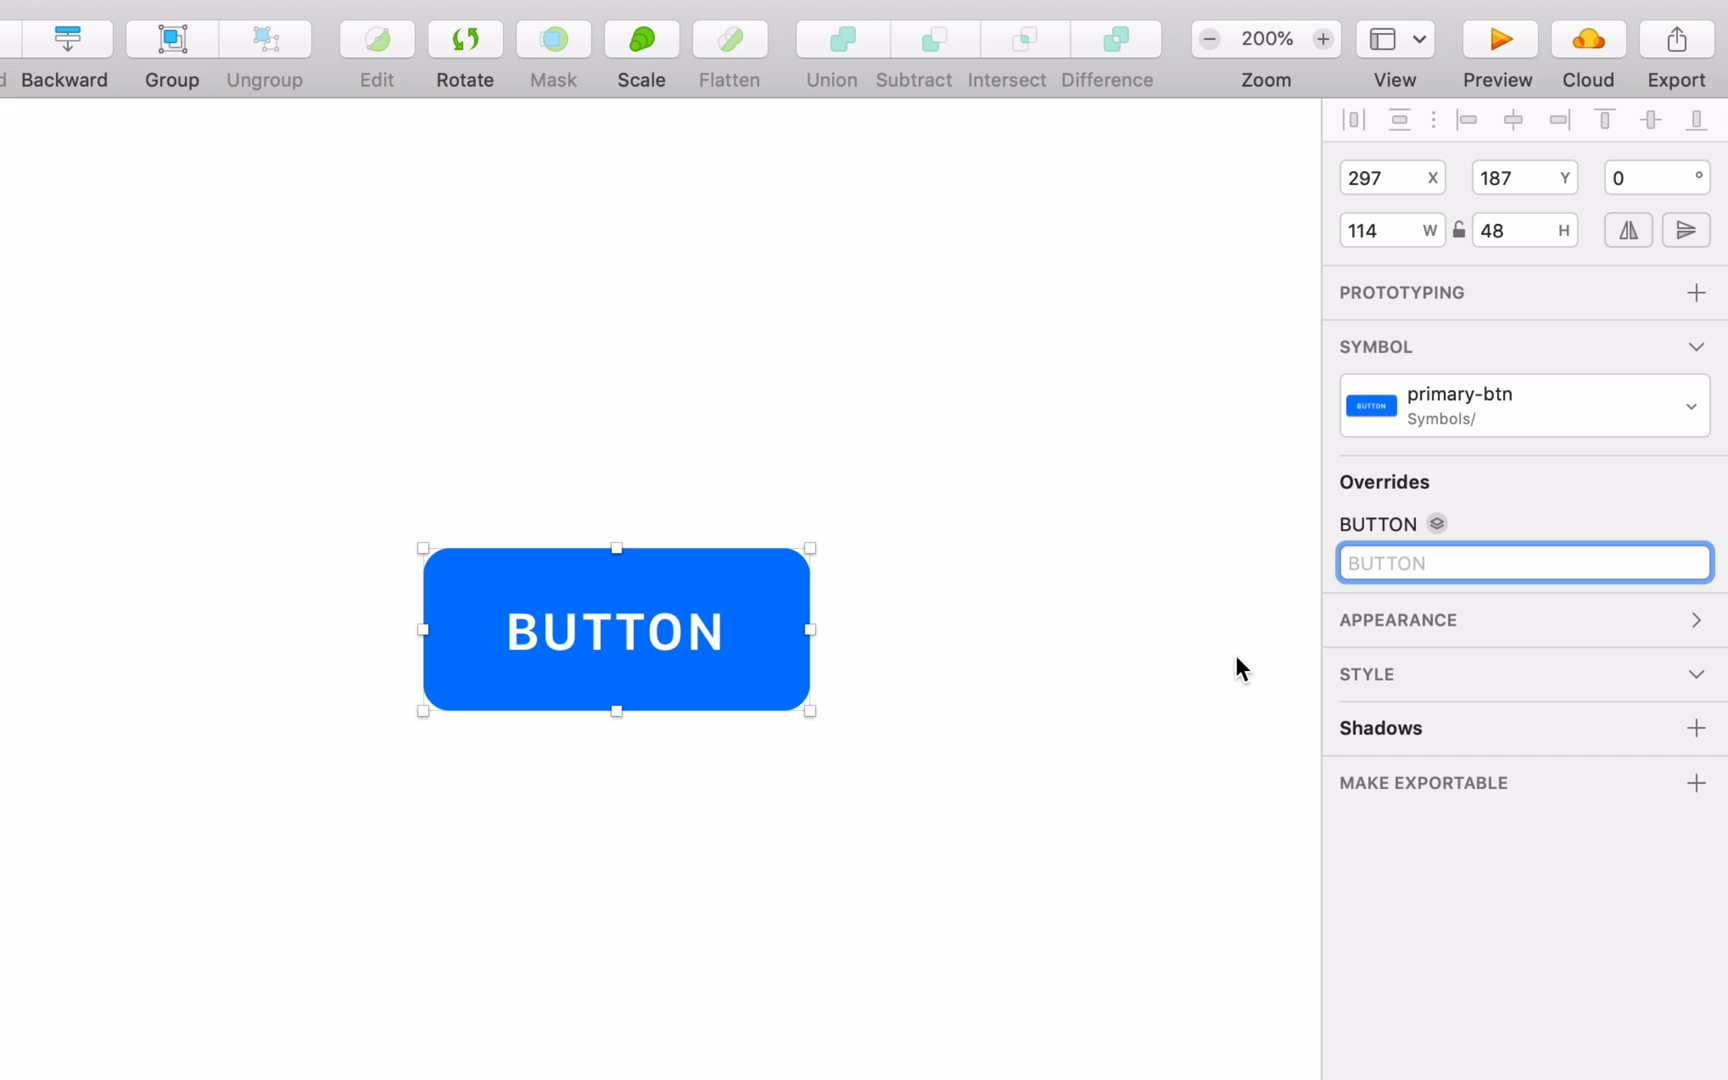 d Backward Group Ungroup Edit Rotate Mask Scale Flatten Union Subtract Intersect Difference 200% Zoom View Preview Cloud Export
297 X 187 Y 0 °
114 W 48 H
PROTOTYPING
SYMBOL
BUTTON primary-btn
Symbols/
Overrides
BUTTON
BUTTON
APPEARANCE
BUTTON
STYLE
Shadows
MAKE EXPORTABLE